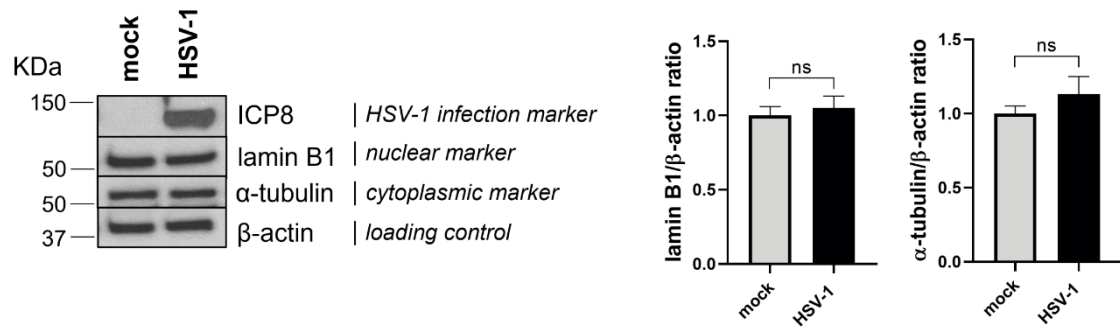 KDa
mock
HSV-1
150
50
50
37
ICP8 | HSV-1 infection marker
lamin B1 | nuclear marker
α-tubulin | cytoplasmic marker
β-actin | loading control
lamin B1/β-actin ratio
1.5
1.0
0.5
0.0
ns
mock
HSV-1
α-tubulin/β-actin ratio
1.5
1.0
0.5
0.0
ns
mock
HSV-1